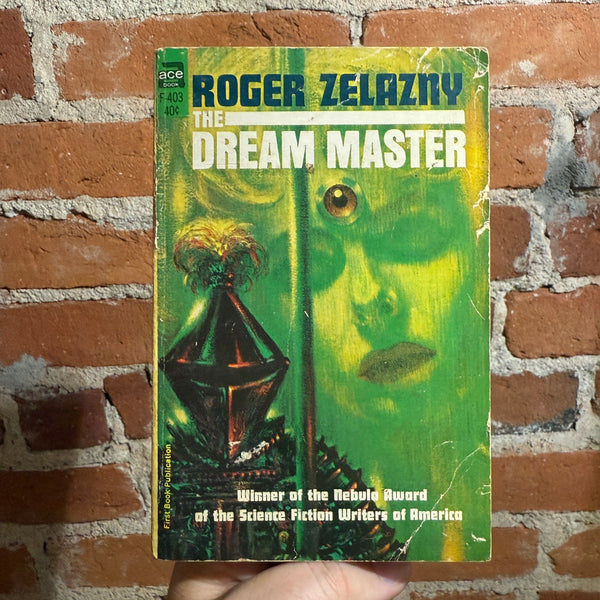 ace
BOOK
F-403
40¢
ROGER ZELAZNY
THE
DREAM MASTER
First Book Publication
Winner of the Nebula Award
of the Science Fiction Writers of America